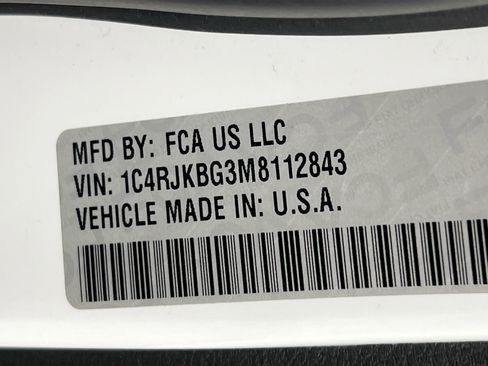 MFD BY: FCA US LLC
VIN: 1C4RJKBG3M8112843
VEHICLE MADE IN: U.S.A.